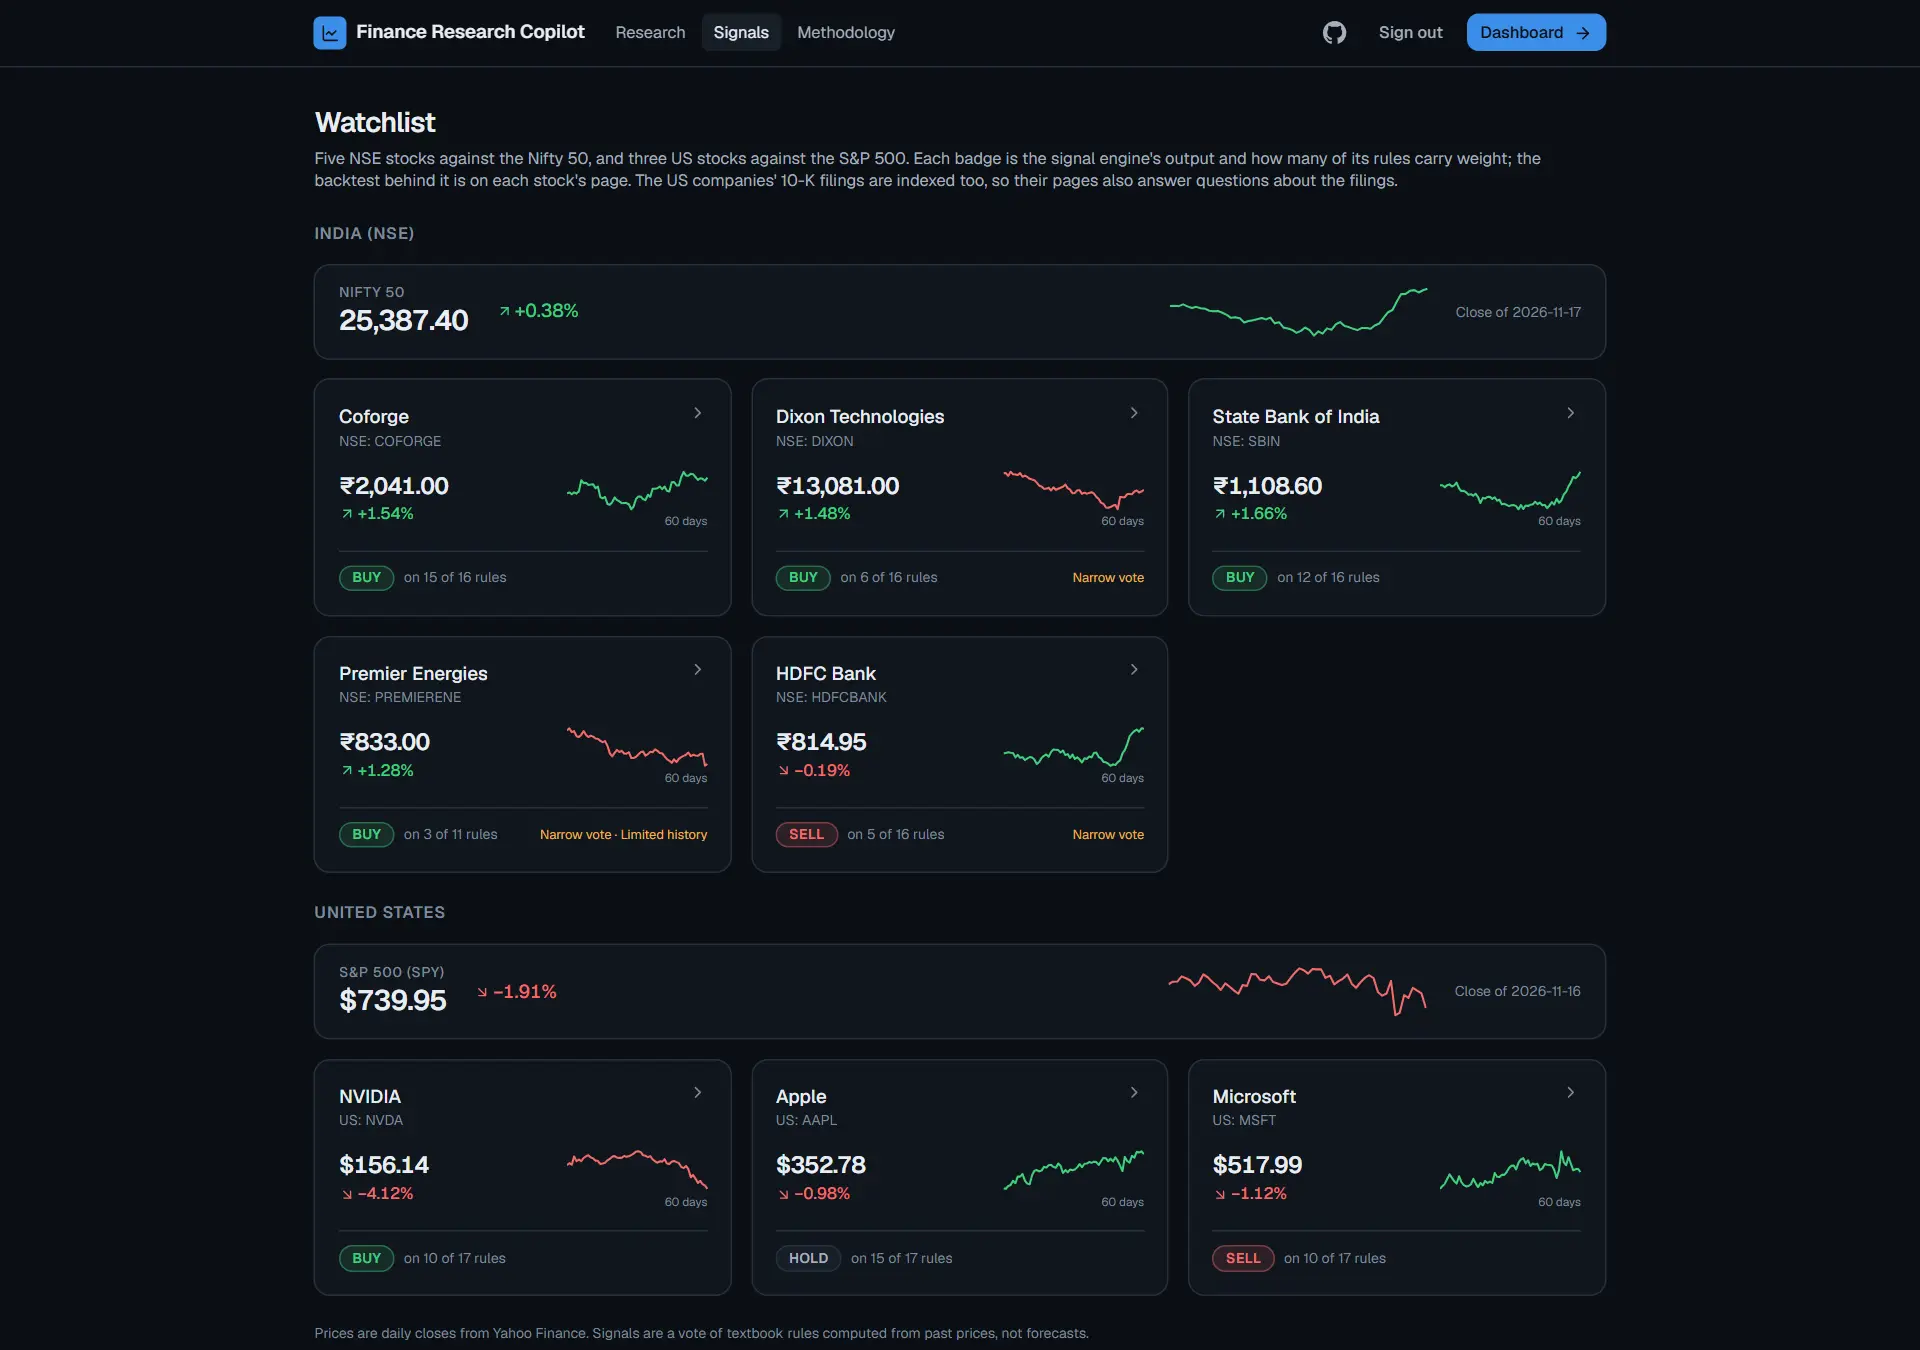 Finance Research Copilot
Research
Signals
Methodology
Sign out
Dashboard
Watchlist
Five NSE stocks against the Nifty 50, and three US stocks against the S&P 500. Each badge is the signal engine's output and how many of its rules carry weight; the
backtest behind it is on each stock's page. The US companies' 10-K filings are indexed too, so their pages also answer questions about the filings.
INDIA (NSE)
NIFTY 50
25,387.40
+0.38%
Close of 2026-11-17
Coforge
NSE: COFORGE
₹2,041.00
+1.54%
60 days
BUY on 15 of 16 rules
Dixon Technologies
NSE: DIXON
₹13,081.00
+1.48%
60 days
BUY on 6 of 16 rules
Narrow vote
State Bank of India
NSE: SBIN
₹1,108.60
+1.66%
60 days
BUY on 12 of 16 rules
Premier Energies
NSE: PREMIERENE
₹833.00
+1.28%
60 days
BUY on 3 of 11 rules
Narrow vote · Limited history
HDFC Bank
NSE: HDFCBANK
₹814.95
−0.19%
60 days
SELL on 5 of 16 rules
Narrow vote
UNITED STATES
S&P 500 (SPY)
$739.95
−1.91%
Close of 2026-11-16
NVIDIA
US: NVDA
$156.14
−4.12%
60 days
BUY on 10 of 17 rules
Apple
US: AAPL
$352.78
−0.98%
60 days
HOLD on 15 of 17 rules
Microsoft
US: MSFT
$517.99
−1.12%
60 days
SELL on 10 of 17 rules
Prices are daily closes from Yahoo Finance. Signals are a vote of textbook rules computed from past prices, not forecasts.